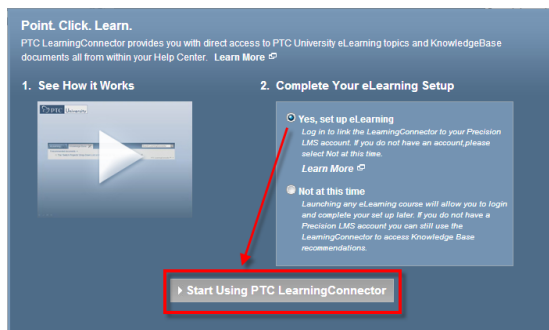 Point. Click. Learn.
PTC LearningConnector provides you with direct access to PTC University eLearning topics and KnowledgeBase
documents all from within your Help Center. Learn More
1. See How it Works
2. Complete Your eLearning Setup
PTC University
Yes, set up eLearning
Log in to link the LearningConnector to your Precision
LMS account. If you do not have an account,please
select Not at this time.
Learn More
Not at this time
Launching any eLearning course will allow you to login
and complete your set up later. If you do not have a
Precision LMS account you can still use the
LearningConnector to access Knowledge Base
recommendations.
Start Using PTC LearningConnector